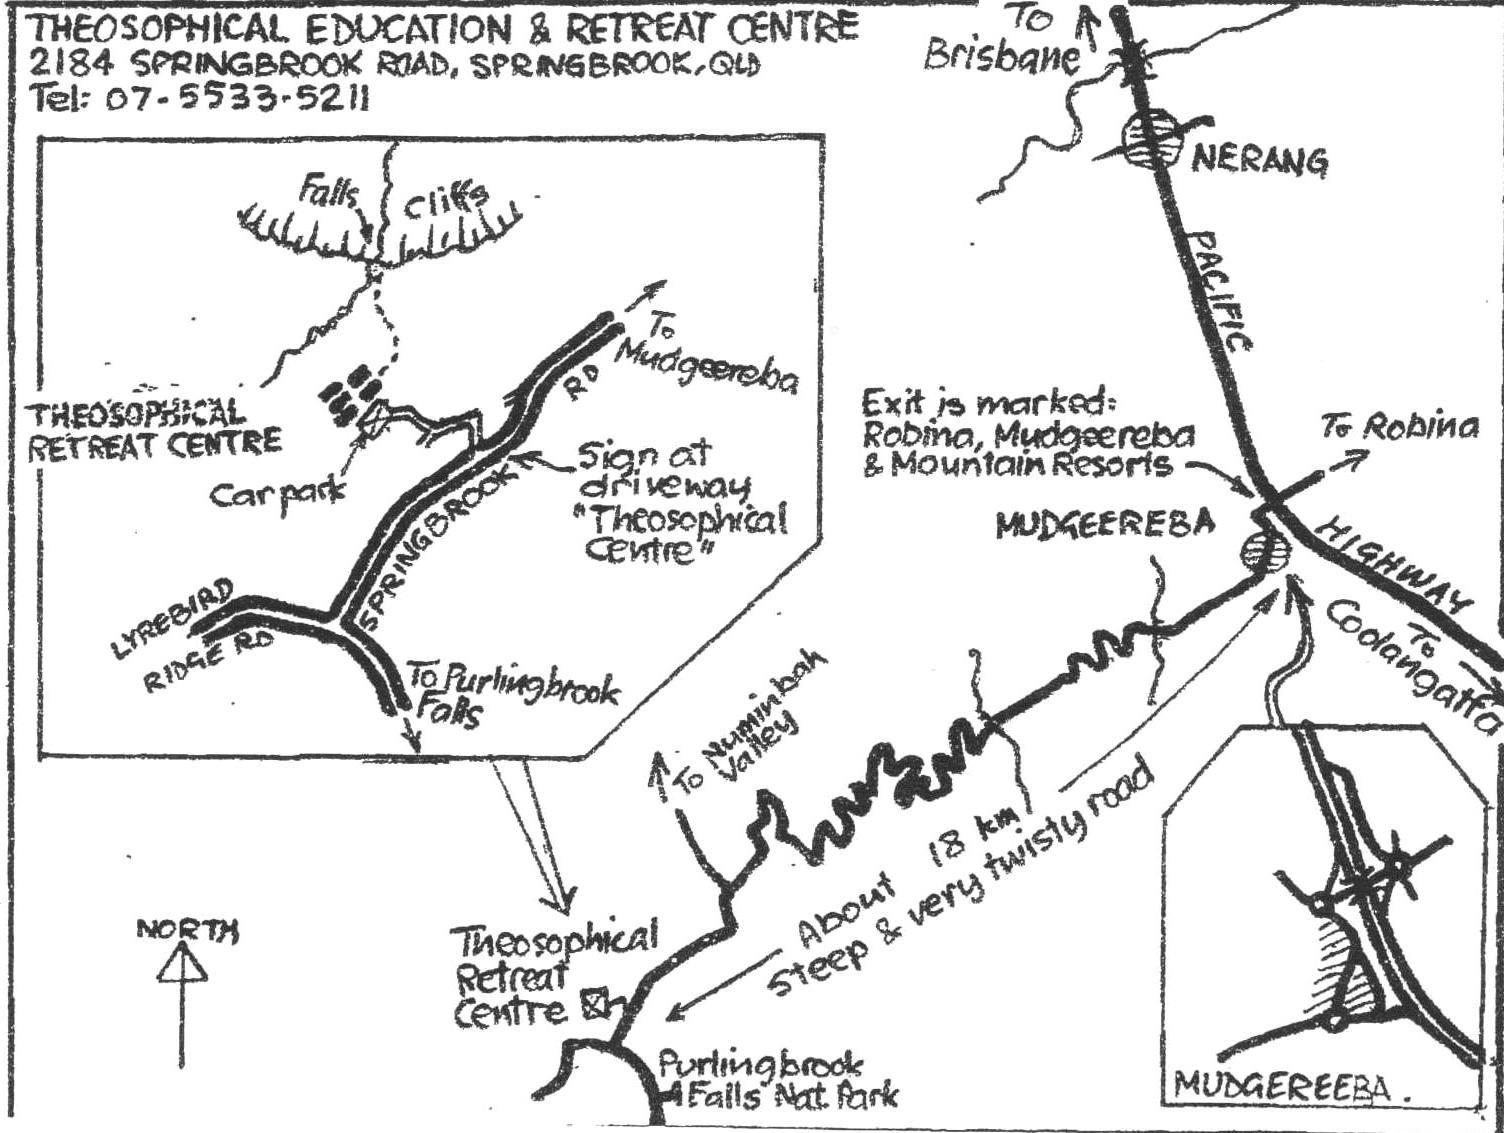 THEOSOPHICAL EDUCATION & RETREAT CENTRE
2184 SPRINGBROOK ROAD, SPRINGBROOK, QLD
Tel: 07-5533-5211
To
Brisbane
NERANG
PACIFIC
HIGHWAY
Falls
Cliffs
To
Mudgeereba
RD
SPRINGBROOK
THEOSOPHICAL
RETREAT CENTRE
Car park
Sign at
driveway
"Theosophical
Centre"
LYREBIRD
RIDGE RD
To Purlingbrook
Falls
Exit is marked:
Robina, Mudgeereba
& Mountain Resorts
To Robina
MUDGEEREBA
To
Coolangatta
To Numinbah
Valley
About 18 km
Steep & very twisty road
NORTH
Theosophical
Retreat
Centre
Purlingbrook
Falls Nat. Park
MUDGEREEBA.